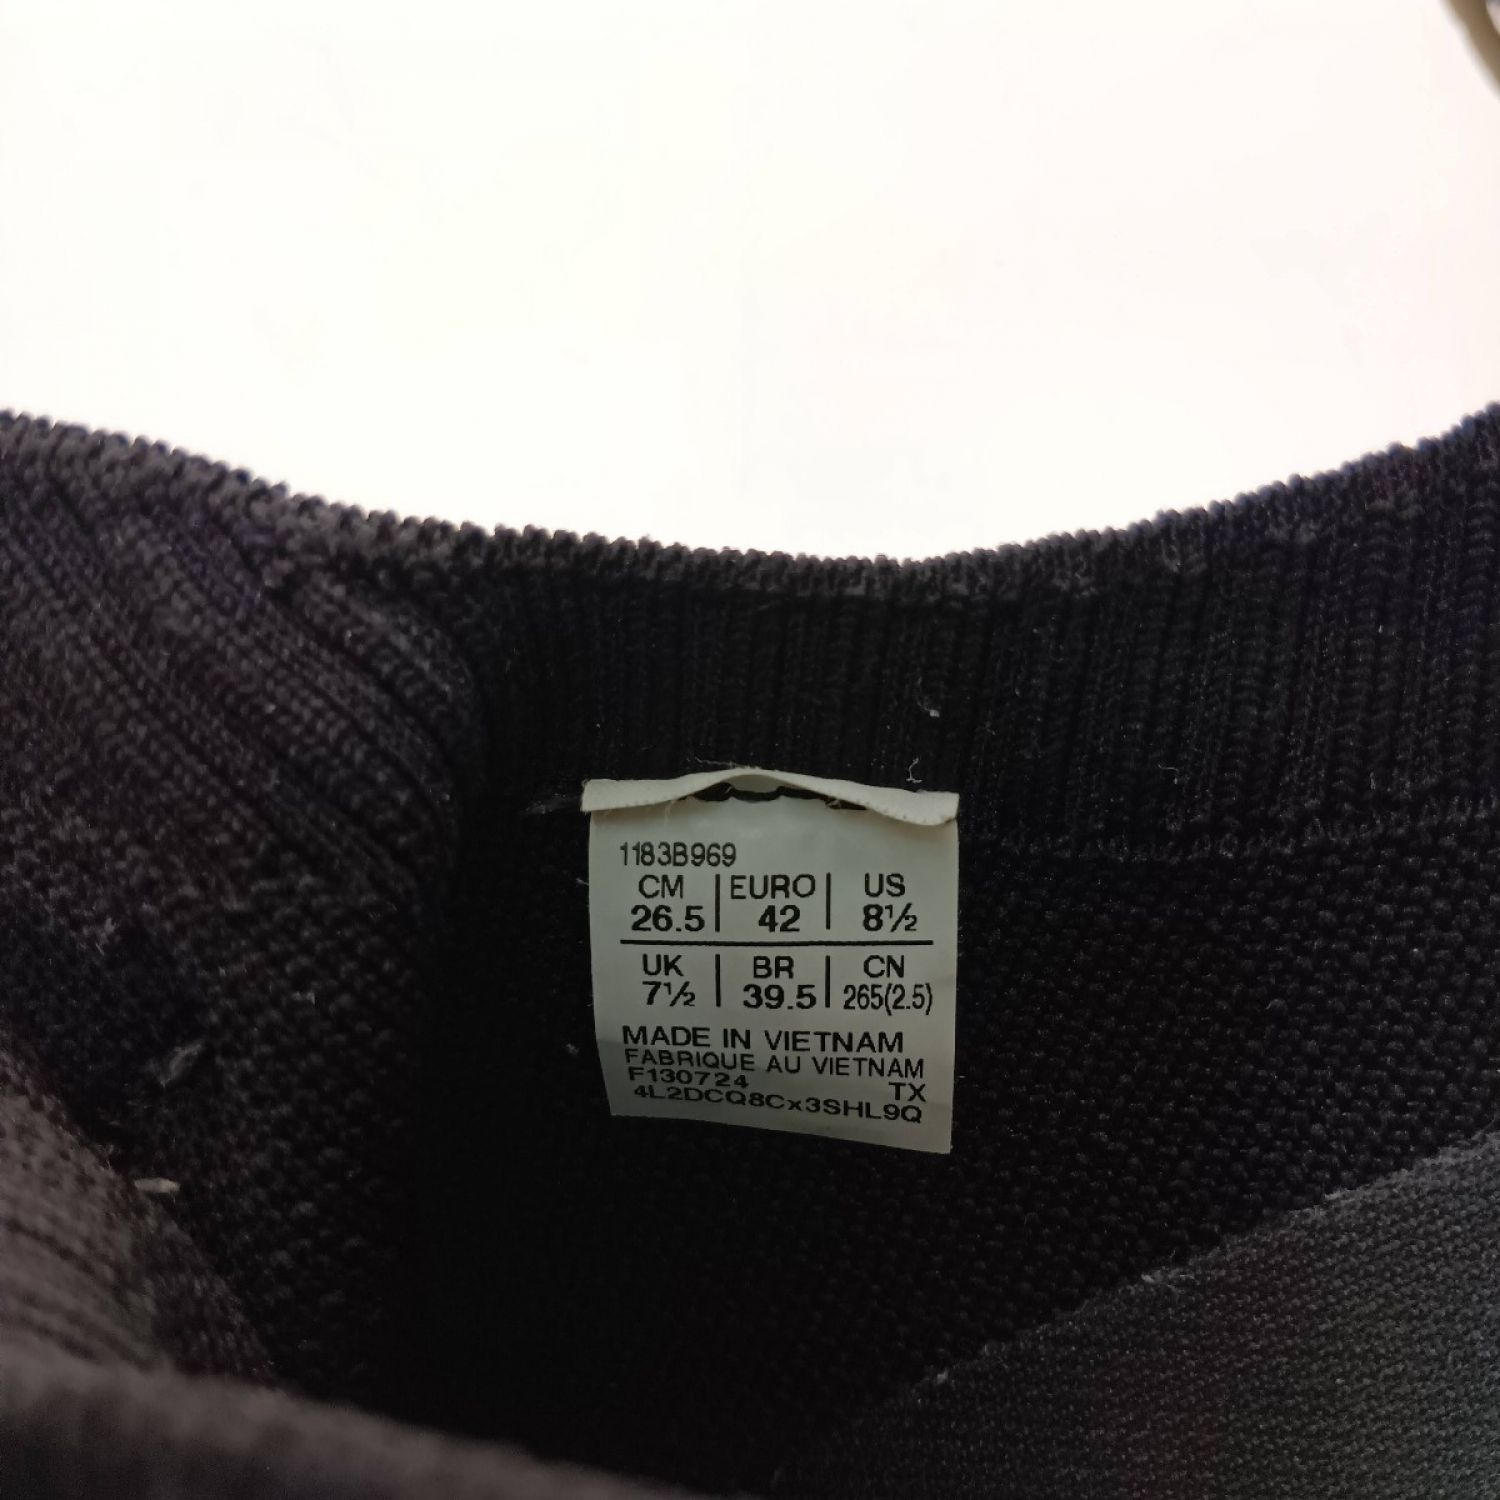 1183B969
CM | EURO | US
26.5 | 42 | 8½
UK | BR | CN
7½ | 39.5 | 265(2.5)
MADE IN VIETNAM
FABRIQUE AU VIETNAM
F130724 TX
4L2DCQ8Cx3SHL9Q